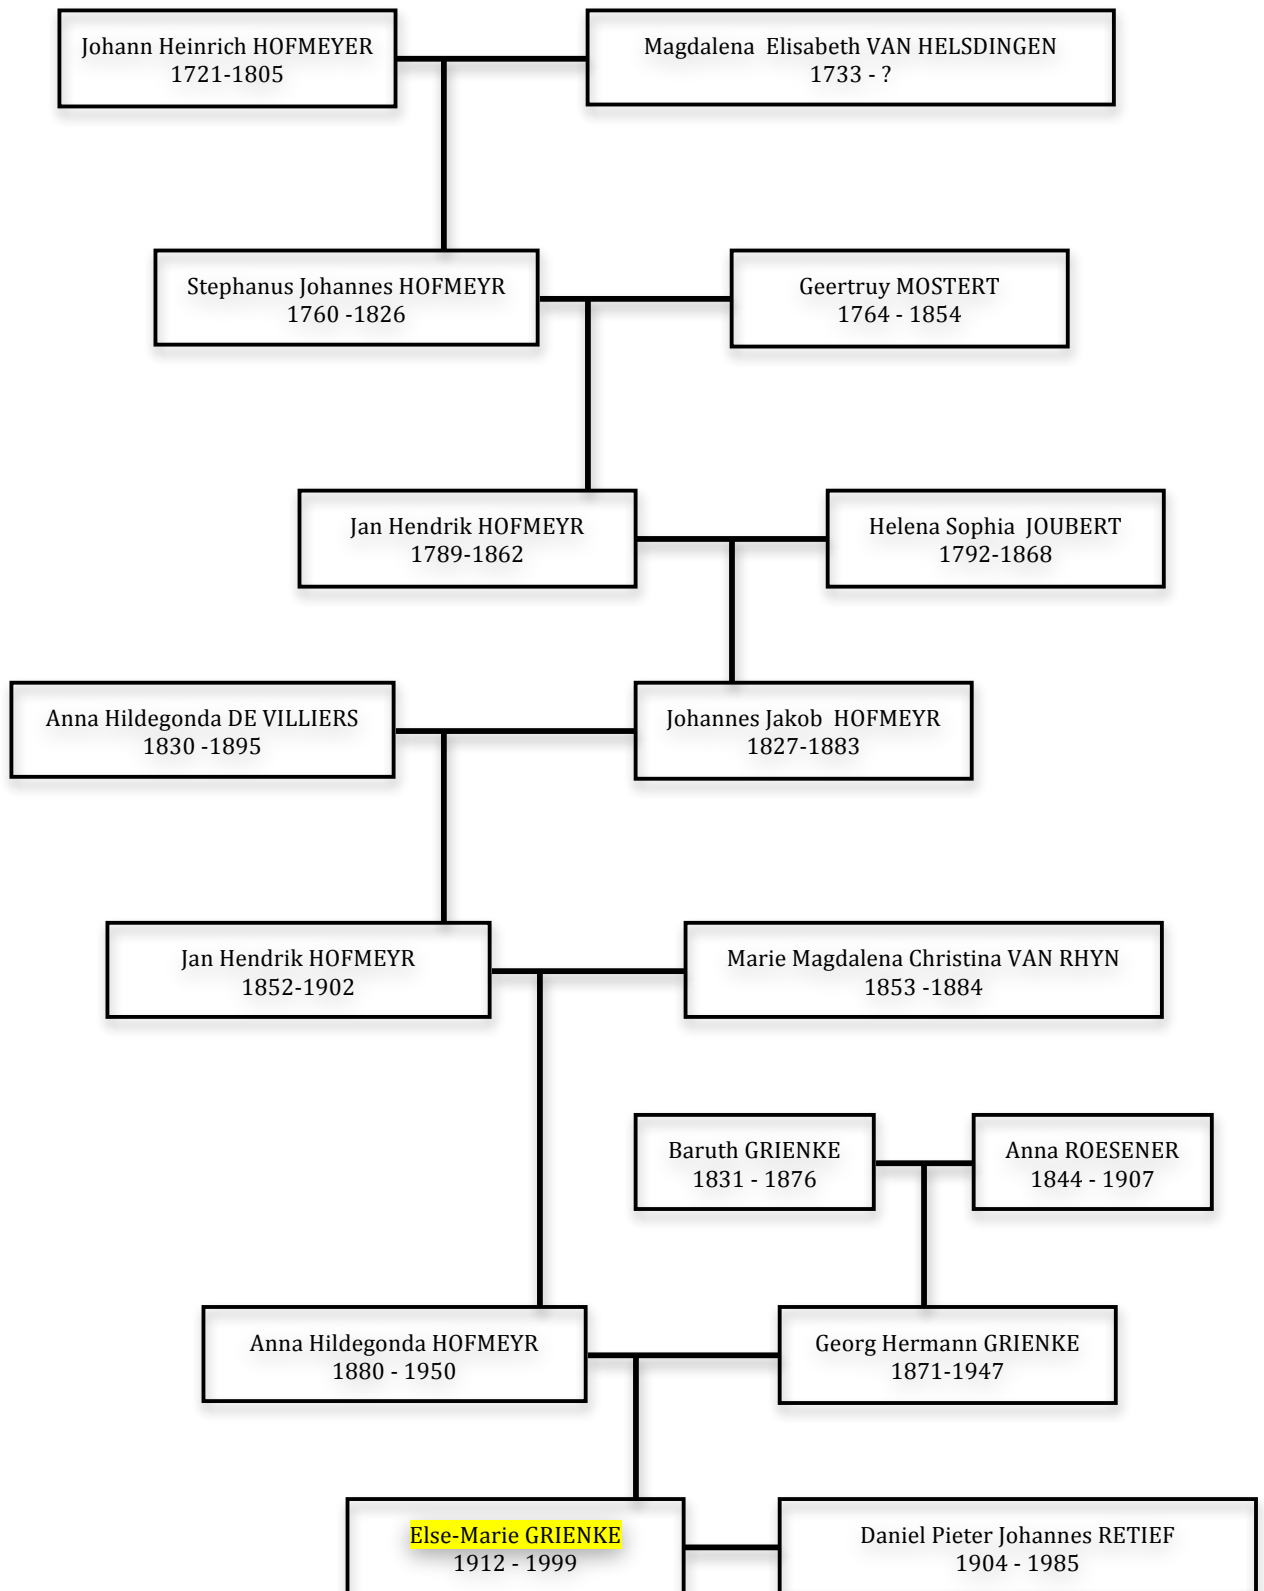 Johann Heinrich HOFMEYER
1721-1805
Magdalena  Elisabeth VAN HELSDINGEN
1733 - ?
Stephanus Johannes HOFMEYR
1760 -1826
Geertruy MOSTERT
1764 - 1854
Jan Hendrik HOFMEYR
1789-1862
Helena Sophia  JOUBERT
1792-1868
Anna Hildegonda DE VILLIERS
1830 -1895
Johannes Jakob  HOFMEYR
1827-1883
Jan Hendrik HOFMEYR
1852-1902
Marie Magdalena Christina VAN RHYN
1853 -1884
Baruth GRIENKE
1831 - 1876
Anna ROESENER
1844 - 1907
Anna Hildegonda HOFMEYR
1880 - 1950
Georg Hermann GRIENKE
1871-1947
Else-Marie GRIENKE
1912 - 1999
Daniel Pieter Johannes RETIEF
1904 - 1985